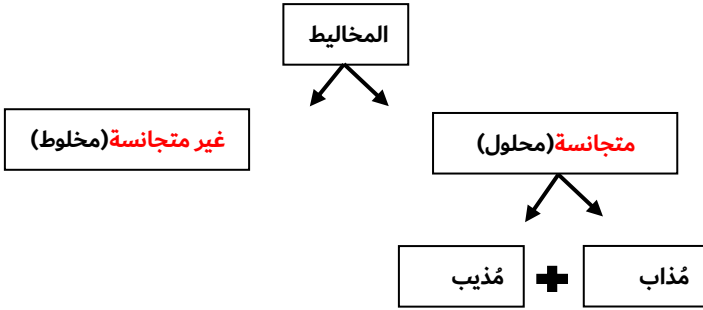 المخاليط
متجانسة(محلول)
غير متجانسة(مخلوط)
مُذاب
مُذيب